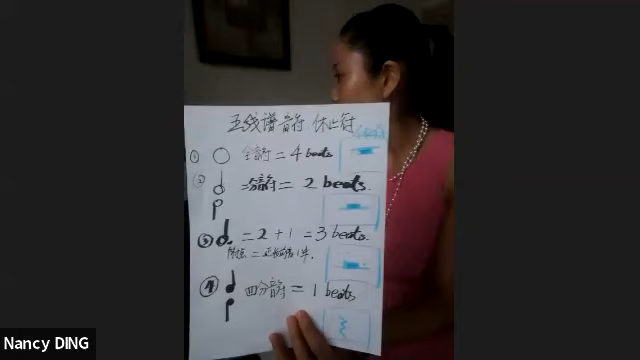 五线谱音符 休止符
① 全音符 = 4 beats
② 二分音符 = 2 beats.
③ = 2 + 1 = 3 beats.
④ 四分音符 = 1 beats
Nancy DING